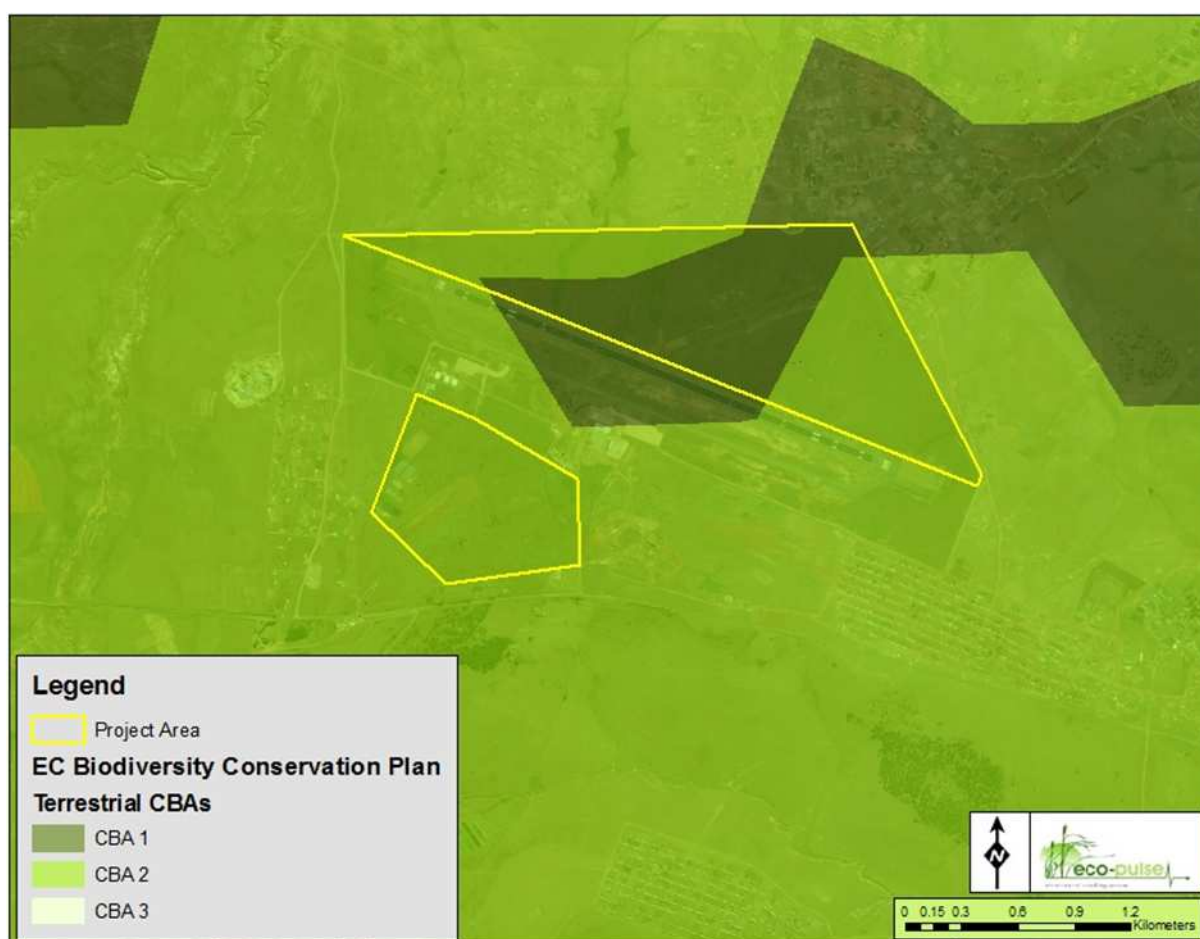 Legend
Project Area
EC Biodiversity Conservation Plan
Terrestrial CBAs
CBA 1
CBA 2
CBA 3
N
eco-pulse
0 0.15 0.3 0.6 0.9 1.2
Kilometers